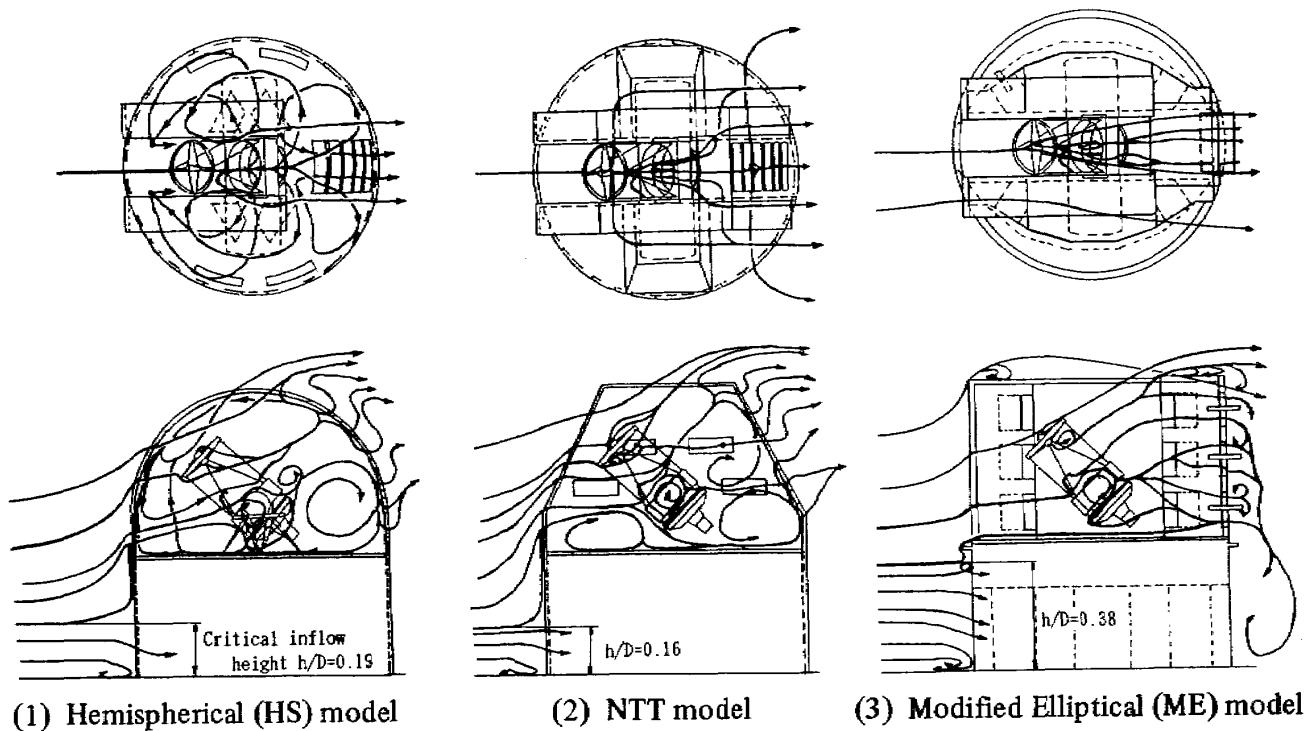 Critical inflow
height h/D=0.19
h/D=0.16
h/D=0.38
(1) Hemispherical (HS) model
(2) NTT model
(3) Modified Elliptical (ME) model